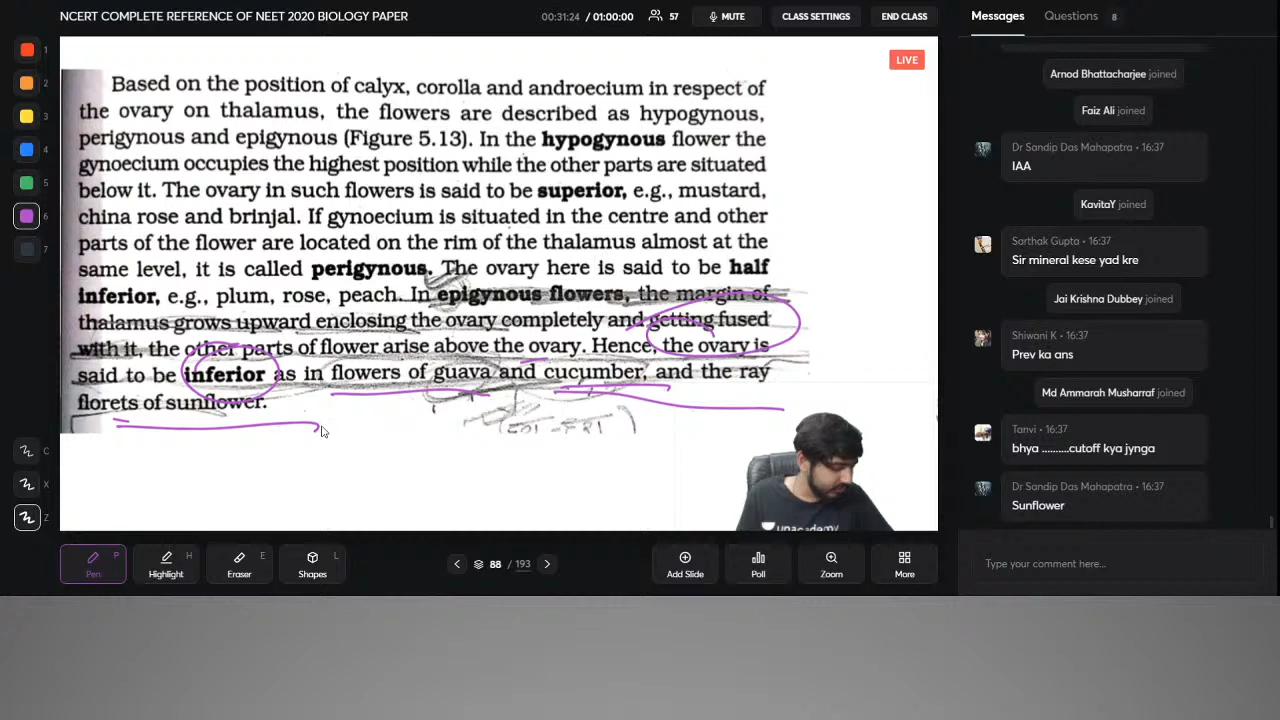 NCERT COMPLETE REFERENCE OF NEET 2020 BIOLOGY PAPER
00:31:24 / 01:00:00
57
MUTE
CLASS SETTINGS
END CLASS
LIVE
1
2
3
4
5
6
7
C
X
Z
Based on the position of calyx, corolla and androecium in respect of
the ovary on thalamus, the flowers are described as hypogynous,
perigynous and epigynous (Figure 5.13). In the hypogynous flower the
gynoecium occupies the highest position while the other parts are situated
below it. The ovary in such flowers is said to be superior, e.g., mustard,
china rose and brinjal. If gynoecium is situated in the centre and other
parts of the flower are located on the rim of the thalamus almost at the
same level, it is called perigynous. The ovary here is said to be half
inferior, e.g., plum, rose, peach. In epigynous flowers, the margin of
thalamus grows upward enclosing the ovary completely and getting fused
with it, the other parts of flower arise above the ovary. Hence, the ovary is
said to be inferior as in flowers of guava and cucumber, and the ray
florets of sunflower.
unacademy
Pen P
Highlight H
Eraser E
Shapes L
88 / 193
Add Slide
Poll
Zoom
More
Messages
Questions 8
Arnod Bhattacharjee joined
Faiz Ali joined
Dr Sandip Das Mahapatra • 16:37
IAA
KavitaY joined
Sarthak Gupta • 16:37
Sir mineral kese yad kre
Jai Krishna Dubbey joined
Shiwani K • 16:37
Prev ka ans
Md Ammarah Musharraf joined
Tanvi • 16:37
bhya ..........cutoff kya jynga
Dr Sandip Das Mahapatra • 16:37
Sunflower
Type your comment here...